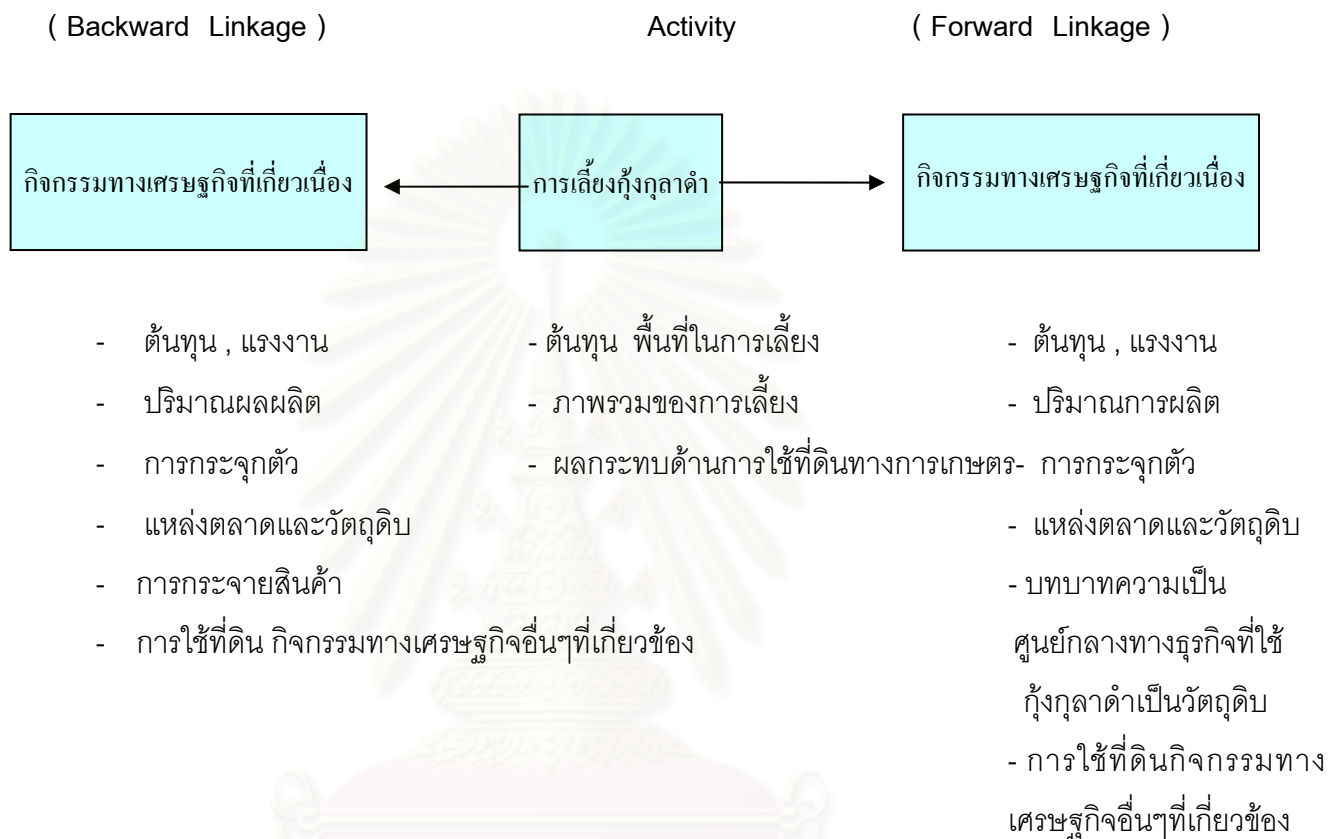 ( Backward Linkage ) Activity ( Forward Linkage )
กิจกรรมทางเศรษฐกิจที่เกี่ยวเนื่อง การเลี้ยงกุ้งกุลาดำ กิจกรรมทางเศรษฐกิจที่เกี่ยวเนื่อง
- ต้นทุน , แรงงาน - ต้นทุน พื้นที่ในการเลี้ยง - ต้นทุน , แรงงาน
- ปริมาณผลผลิต - ภาพรวมของการเลี้ยง - ปริมาณการผลิต
- การกระจุกตัว - ผลกระทบด้านการใช้ที่ดินทางการเกษตร- การกระจุกตัว
- แหล่งตลาดและวัตถุดิบ - แหล่งตลาดและวัตถุดิบ
- การกระจายสินค้า - บทบาทความเป็น
- การใช้ที่ดิน กิจกรรมทางเศรษฐกิจอื่นๆที่เกี่ยวข้อง ศูนย์กลางทางธุรกิจที่ใช้
กุ้งกุลาดำเป็นวัตถุดิบ
- การใช้ที่ดินกิจกรรมทาง
เศรษฐกิจอื่นๆที่เกี่ยวข้อง